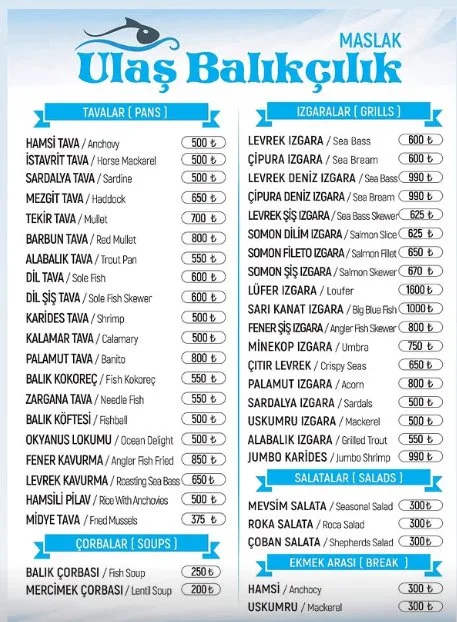 MASLAK
Ulaş Balıkçılık
TAVALAR ( PANS )
HAMSİ TAVA / Anchovy 500 ₺
İSTAVRİT TAVA / Horse Mackerel 500 ₺
SARDALYA TAVA / Sardine 500 ₺
MEZGİT TAVA / Haddock 650 ₺
TEKİR TAVA / Mullet 700 ₺
BARBUN TAVA / Red Mullet 800 ₺
ALABALIK TAVA / Trout Pan 550 ₺
DİL TAVA / Sole Fish 600 ₺
DİL ŞİŞ TAVA / Sole Fish Skewer 600 ₺
KARİDES TAVA / Shrimp 500 ₺
KALAMAR TAVA / Calamary 500 ₺
PALAMUT TAVA / Banito 800 ₺
BALIK KOKOREÇ / Fish Kokoreç 550 ₺
ZARGANA TAVA / Needle Fish 550 ₺
BALIK KÖFTESİ / Fishball 500 ₺
OKYANUS LOKUMU / Ocean Delight 500 ₺
FENER KAVURMA / Angler Fish Fried 850 ₺
LEVREK KAVURMA / Roasting Sea Bass 650 ₺
HAMSİLİ PİLAV / Rice With Anchovies 500 ₺
MİDYE TAVA / Fried Mussels 375 ₺
ÇORBALAR ( SOUPS )
BALIK ÇORBASI / Fish Soup 250 ₺
MERCİMEK ÇORBASI / Lentil Soup 200 ₺
IZGARALAR ( GRILLS )
LEVREK IZGARA / Sea Bass 600 ₺
ÇİPURA IZGARA / Sea Bream 600 ₺
LEVREK DENİZ IZGARA / Sea Bass 990 ₺
ÇİPURA DENİZ IZGARA / Sea Bream 990 ₺
LEVREK ŞİŞ IZGARA / Sea Bass Skewer 625 ₺
SOMON DİLİM IZGARA / Salmon Slice 625 ₺
SOMON FİLETO IZGARA / Salmon Fillet 650 ₺
SOMON ŞİŞ IZGARA / Salmon Skewer 670 ₺
LÜFER IZGARA / Loufer 1600 ₺
SARI KANAT IZGARA / Big Blue Fish 1000 ₺
FENER ŞİŞ IZGARA / Angler Fish Skewer 800 ₺
MİNEKOP IZGARA / Umbra 750 ₺
ÇITIR LEVREK / Crispy Seas 650 ₺
PALAMUT IZGARA / Acorn 800 ₺
SARDALYA IZGARA / Sardals 500 ₺
USKUMRU IZGARA / Mackerel 500 ₺
ALABALIK IZGARA / Grilled Trout 550 ₺
JUMBO KARİDES / Jumbo Shrimp 990 ₺
SALATALAR ( SALADS )
MEVSİM SALATA / Seasonal Salad 300 ₺
ROKA SALATA / Roca Salad 300 ₺
ÇOBAN SALATA / Shepherds Salad 300 ₺
EKMEK ARASI ( BREAK )
HAMSİ / Anchocy 300 ₺
USKUMRU / Mackarel 300 ₺